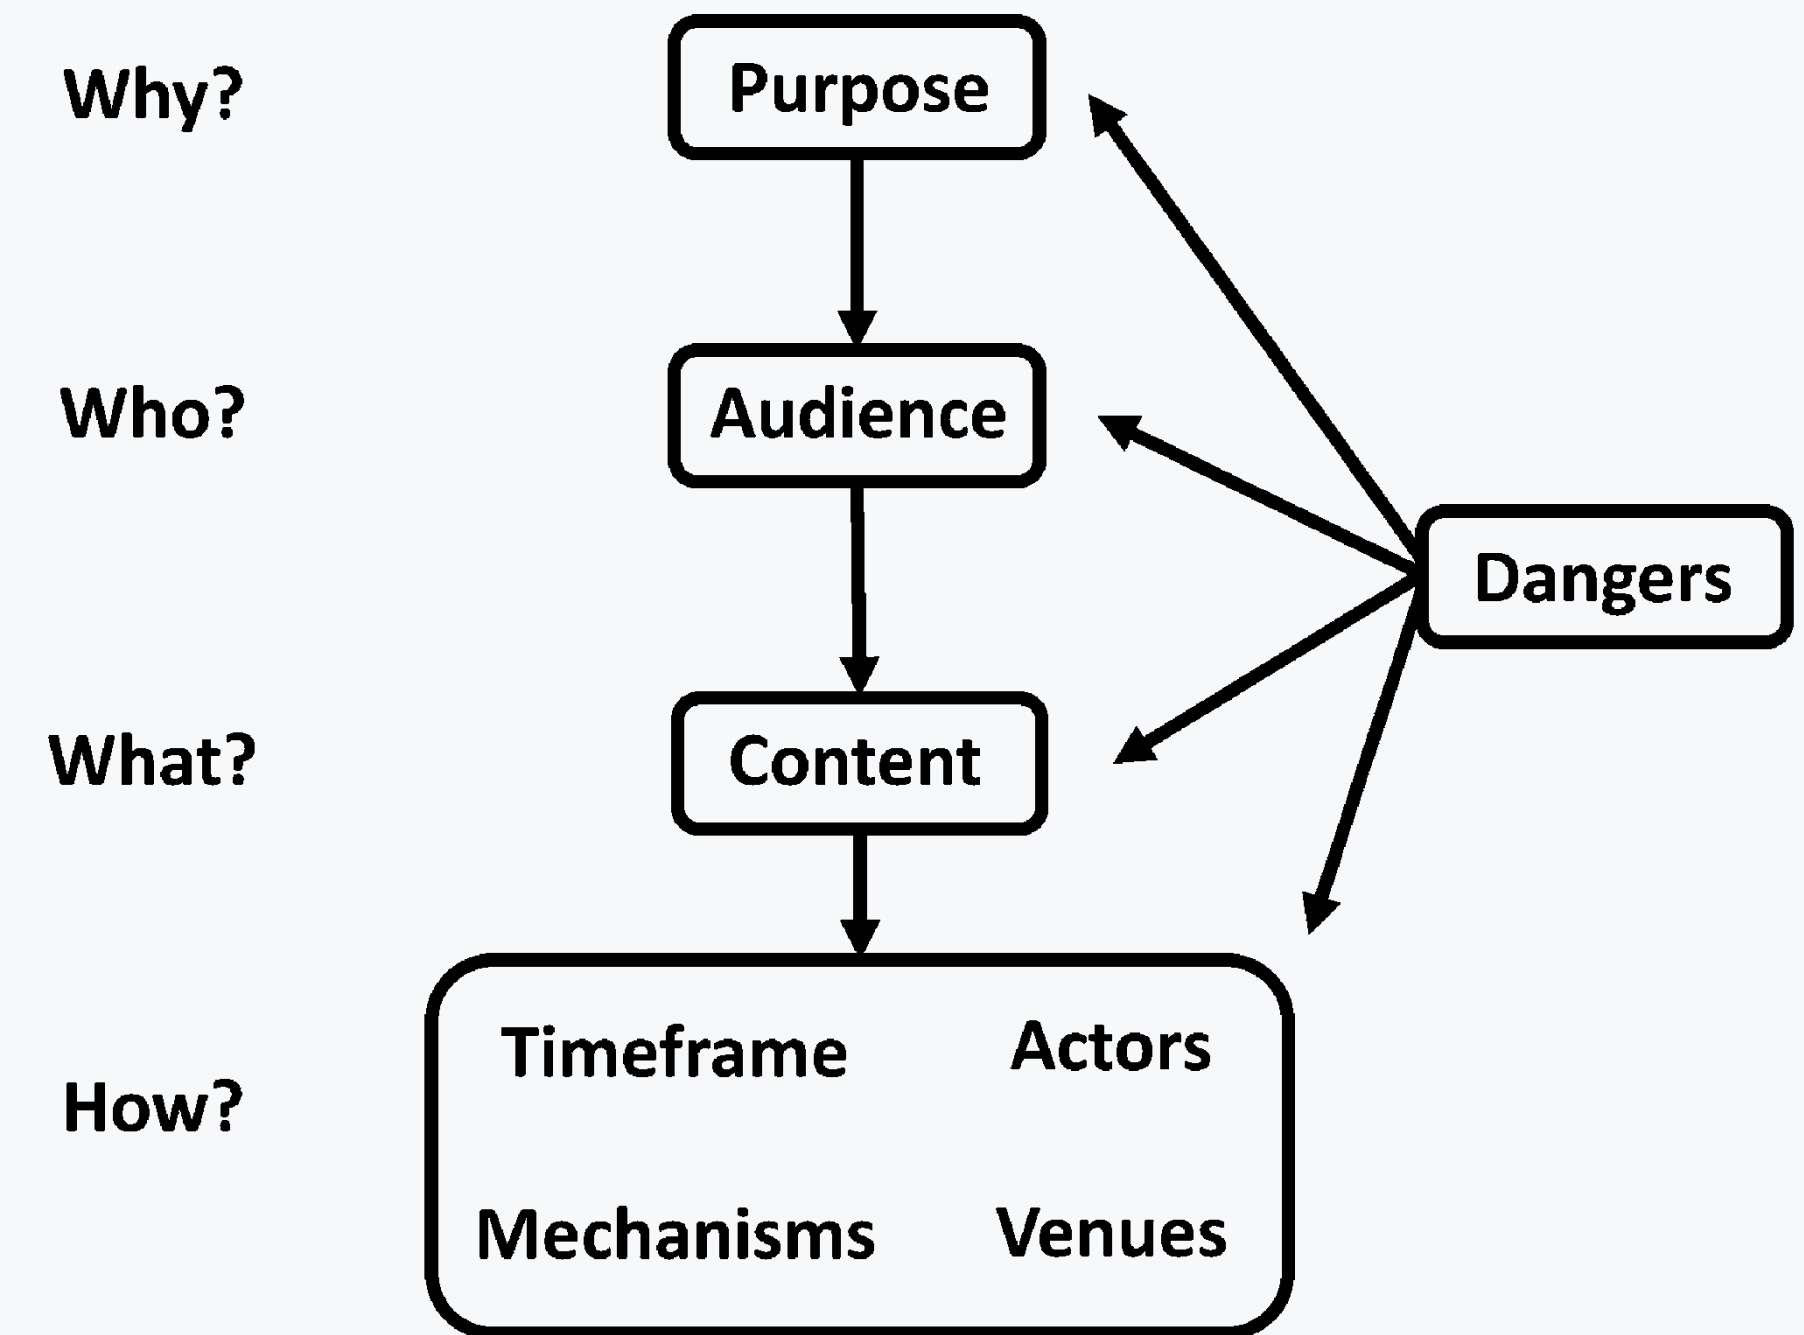 Why?
Purpose
Who?
Audience
Dangers
What?
Content
How?
Timeframe
Actors
Mechanisms
Venues